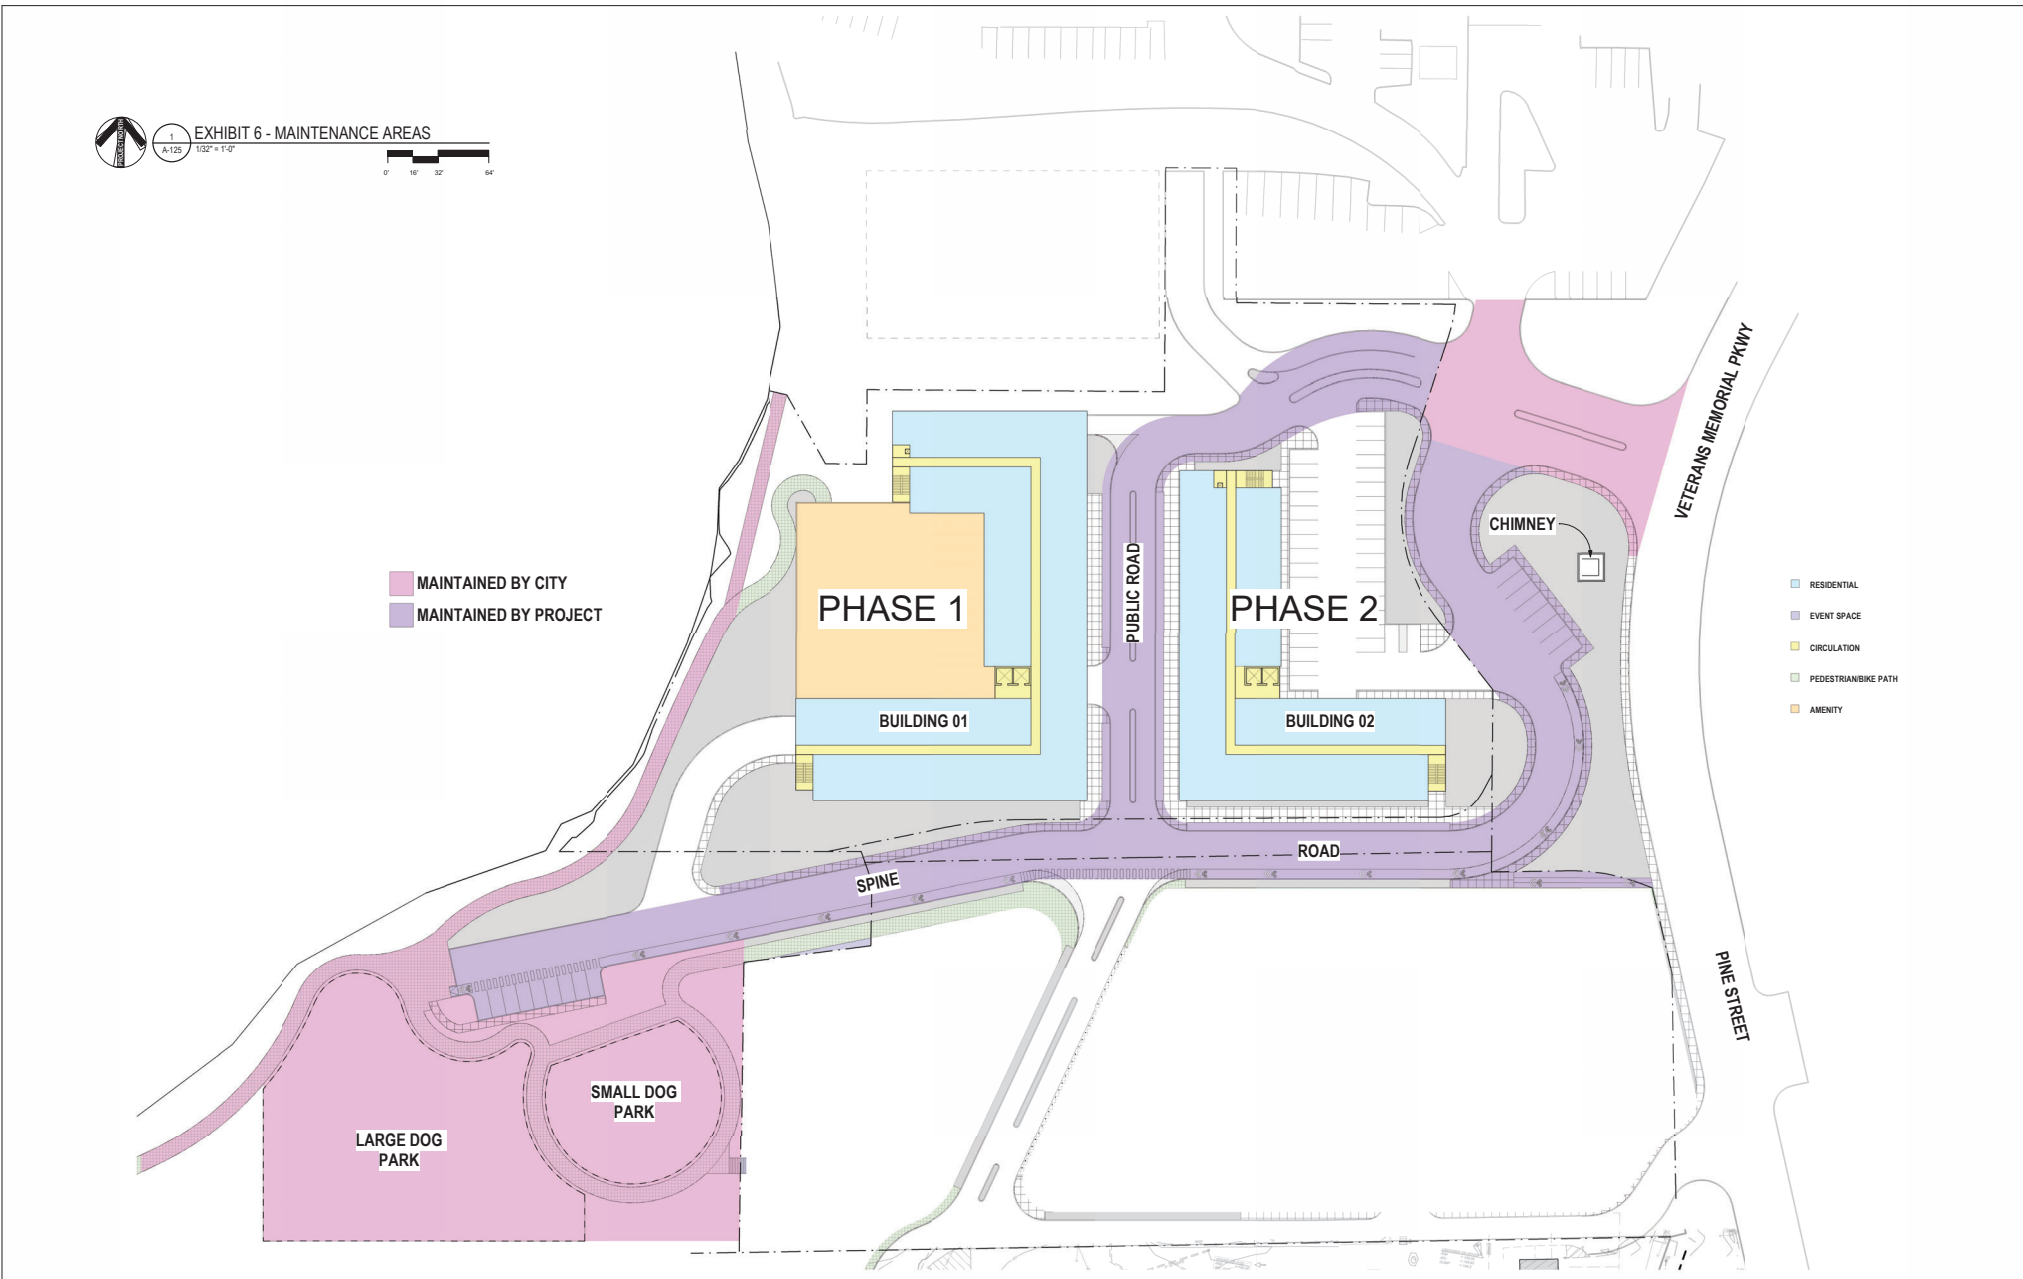 PROJECT NORTH
1
A-125
EXHIBIT 6 - MAINTENANCE AREAS
1/32" = 1'-0"
0' 16' 32' 64'
MAINTAINED BY CITY
MAINTAINED BY PROJECT
PHASE 1
BUILDING 01
PUBLIC ROAD
PHASE 2
BUILDING 02
CHIMNEY
VETERANS MEMORIAL PKWY
RESIDENTIAL
EVENT SPACE
CIRCULATION
PEDESTRIAN/BIKE PATH
AMENITY
SPINE
ROAD
PINE STREET
SMALL DOG
PARK
LARGE DOG
PARK